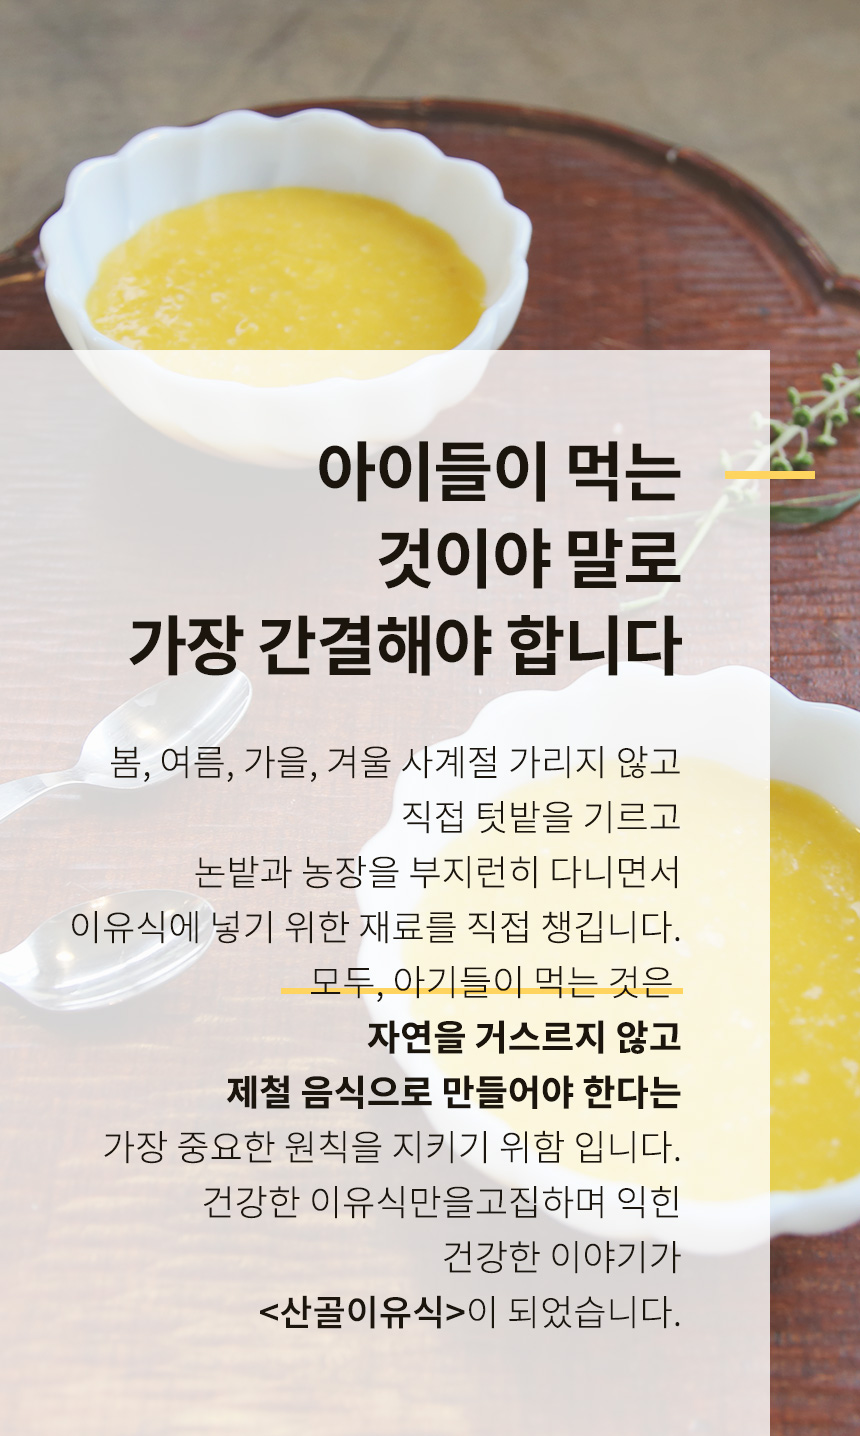 아이들이 먹는
것이야 말로
가장 간결해야 합니다
봄, 여름, 가을, 겨울 사계절 가리지 않고
직접 텃밭을 기르고
논밭과 농장을 부지런히 다니면서
이유식에 넣기 위한 재료를 직접 챙깁니다.
모두, 아기들이 먹는 것은
자연을 거스르지 않고
제철 음식으로 만들어야 한다는
가장 중요한 원칙을 지키기 위함 입니다.
건강한 이유식만을고집하며 익힌
건강한 이야기가
<산골이유식>이 되었습니다.